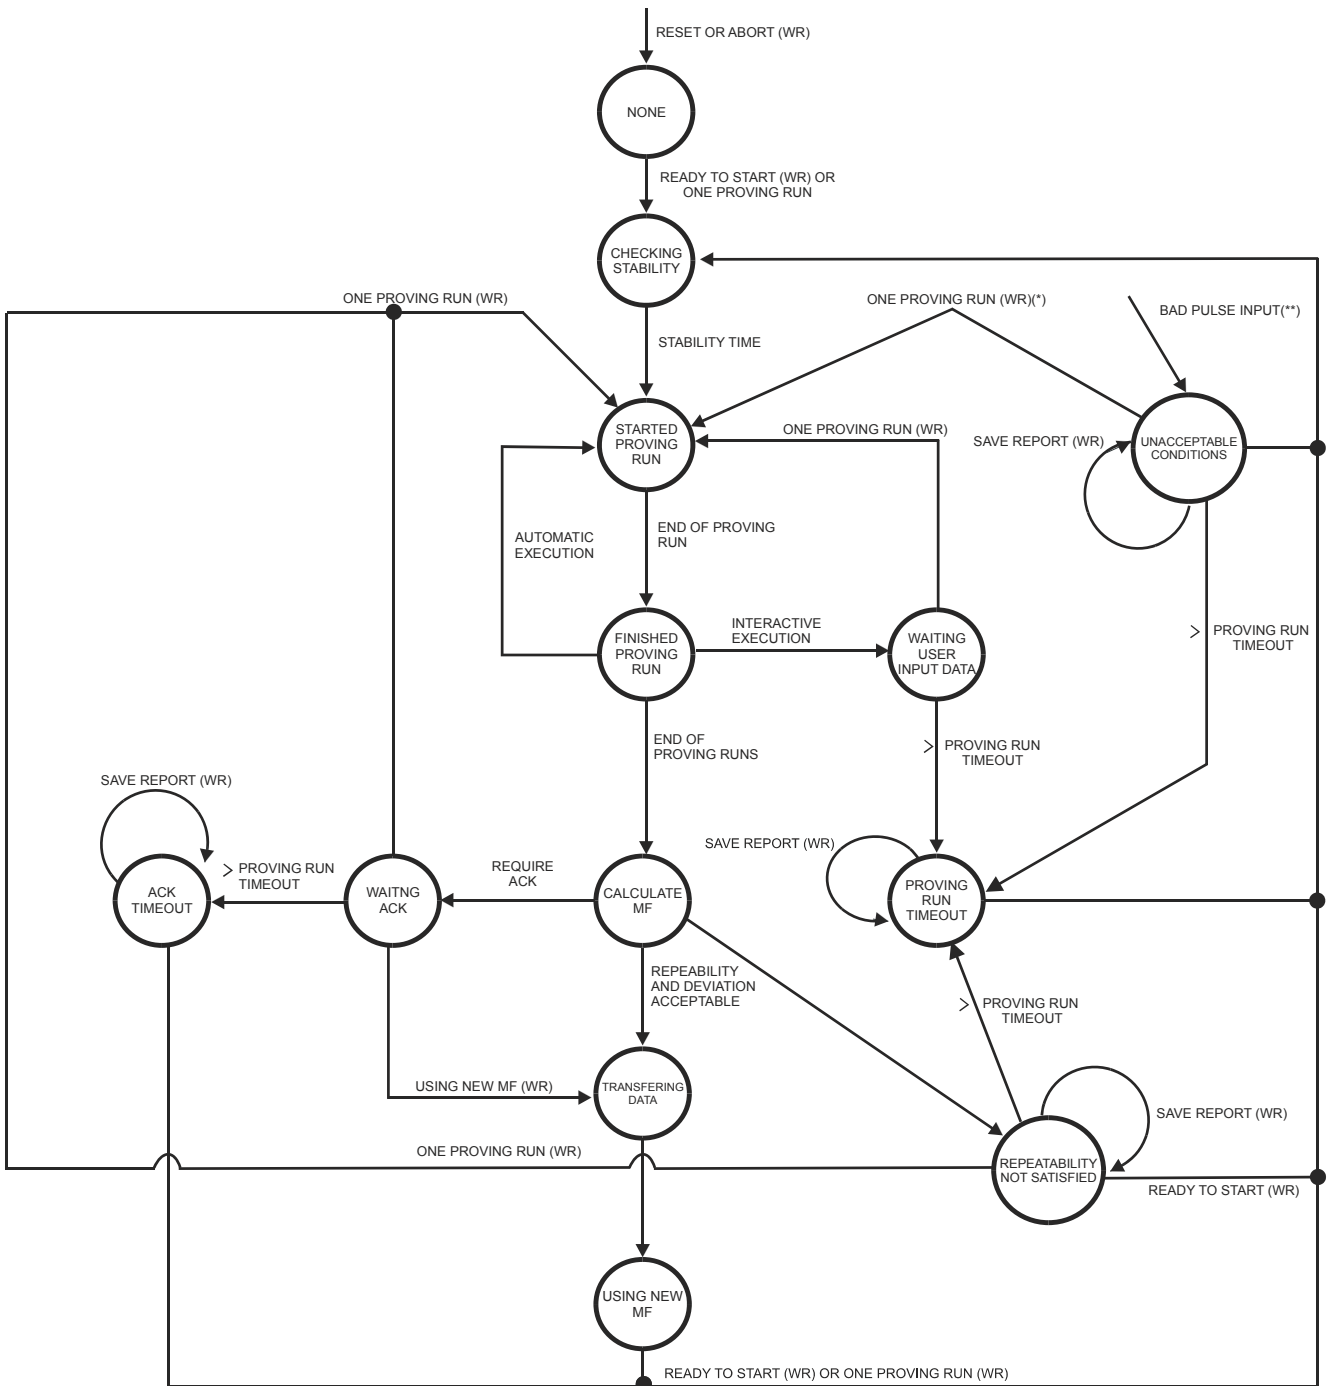 RESET OR ABORT (WR)
NONE
READY TO START (WR) OR
ONE PROVING RUN
CHECKING
STABILITY
ONE PROVING RUN (WR)
ONE PROVING RUN (WR)(*)
BAD PULSE INPUT(**)
STABILITY TIME
STARTED
PROVING
RUN
ONE PROVING RUN (WR)
SAVE REPORT (WR)
UNACCEPTABLE
CONDITIONS
AUTOMATIC
EXECUTION
END OF PROVING
RUN
FINISHED
PROVING
RUN
INTERACTIVE
EXECUTION
WAITING
USER
INPUT DATA
> PROVING RUN
TIMEOUT
END OF
PROVING RUNS
> PROVING RUN
TIMEOUT
SAVE REPORT (WR)
SAVE REPORT (WR)
> PROVING RUN
TIMEOUT
REQUIRE
ACK
ACK
TIMEOUT
WAITNG
ACK
CALCULATE
MF
PROVING
RUN
TIMEOUT
REPEABILITY
AND DEVIATION
ACCEPTABLE
> PROVING RUN
TIMEOUT
USING NEW MF (WR)
TRANSFERING
DATA
SAVE REPORT (WR)
ONE PROVING RUN (WR)
REPEATABILITY
NOT SATISFIED
READY TO START (WR)
USING NEW
MF
READY TO START (WR) OR ONE PROVING RUN (WR)